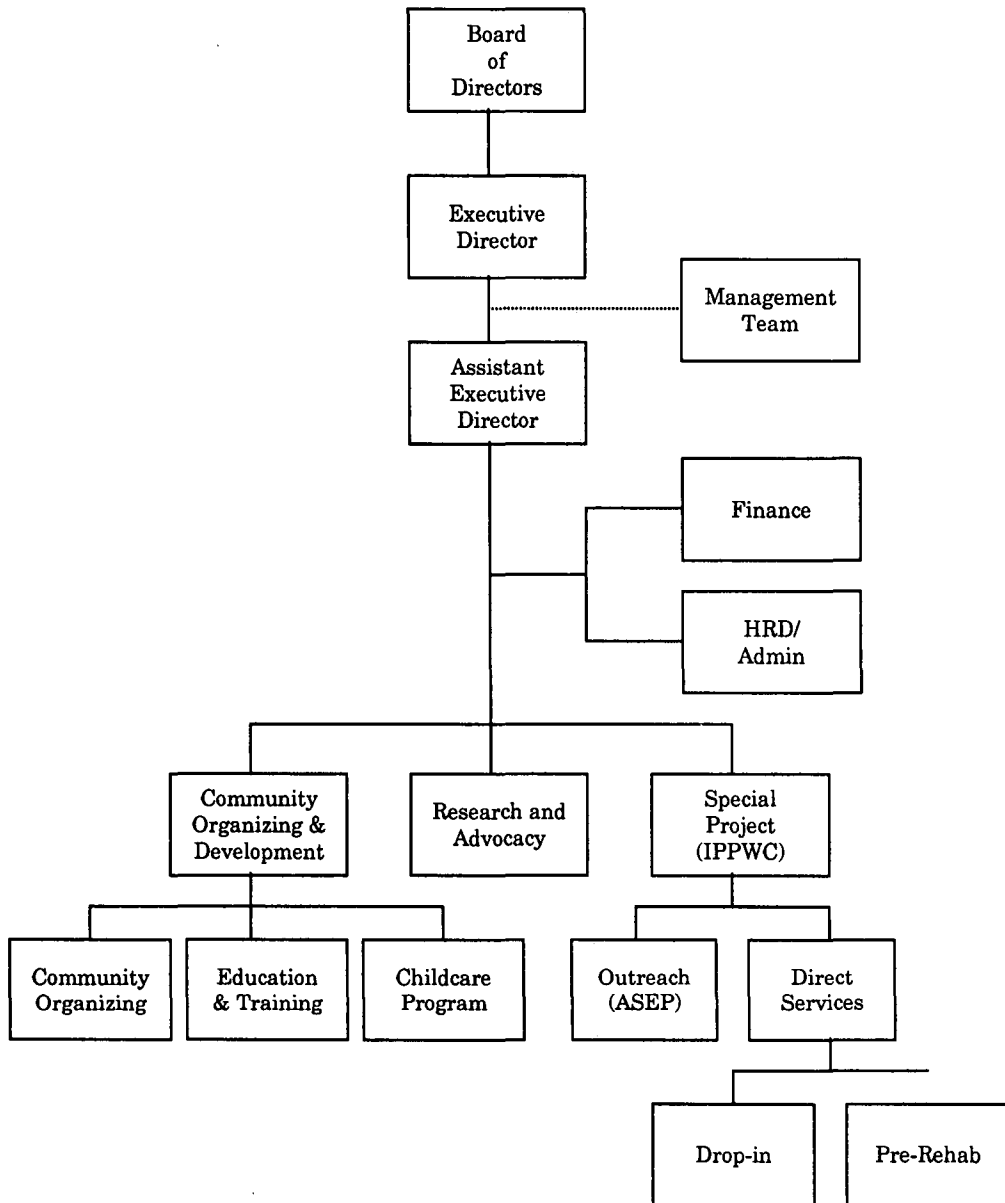 Board
of
Directors
Executive
Director
Management
Team
Assistant
Executive
Director
Finance
HRD/
Admin
Community
Organizing &
Development
Research and
Advocacy
Special
Project
(IPPWC)
Community
Organizing
Education
& Training
Childcare
Program
Outreach
(ASEP)
Direct
Services
Drop-in
Pre-Rehab